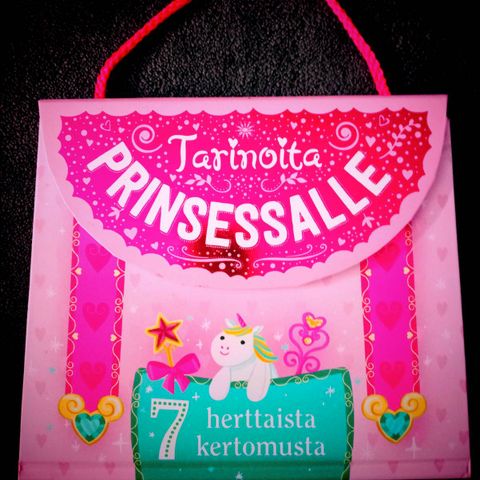 Tarinoita
PRINSESSALLE
7 herttaista
kertomusta